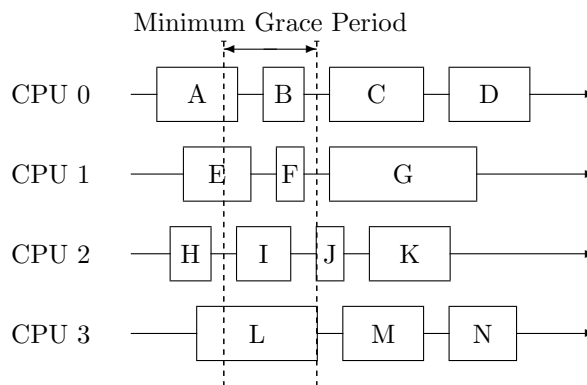 Minimum Grace Period
CPU 0 A B C D
CPU 1 E F G
CPU 2 H I J K
CPU 3 L M N